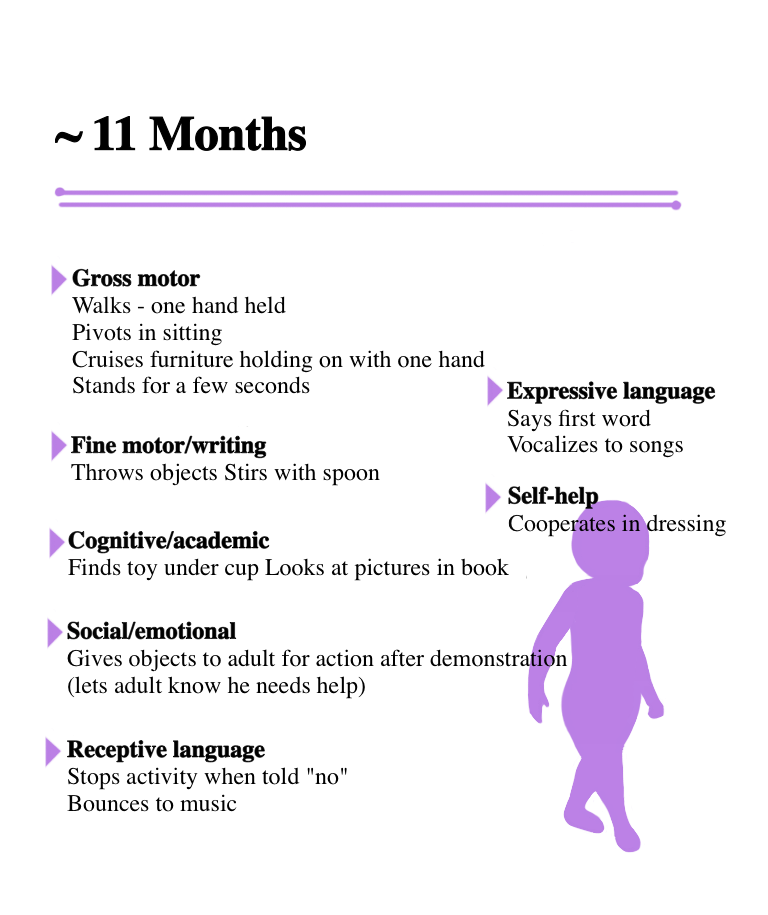 ~ 11 Months
Gross motor
Walks - one hand held
Pivots in sitting
Cruises furniture holding on with one hand
Stands for a few seconds
Fine motor/writing
Throws objects Stirs with spoon
Cognitive/academic
Finds toy under cup Looks at pictures in book
Social/emotional
Gives objects to adult for action after demonstration
(lets adult know he needs help)
Receptive language
Stops activity when told "no"
Bounces to music
Expressive language
Says first word
Vocalizes to songs
Self-help
Cooperates in dressing